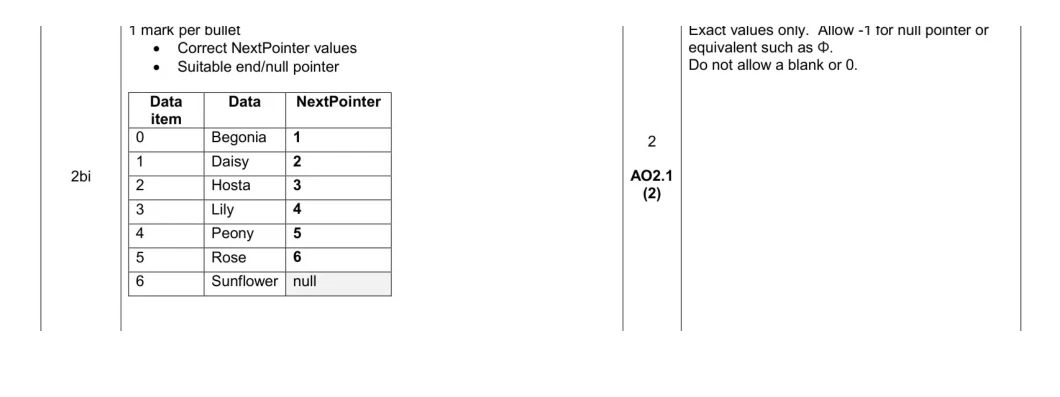 1 mark per bullet
• Correct NextPointer values
• Suitable end/null pointer
Data item Data NextPointer
0 Begonia 1
1 Daisy 2
2 Hosta 3
3 Lily 4
4 Peony 5
5 Rose 6
6 Sunflower null
2bi
2
AO2.1
(2)
Exact values only. Allow -1 for null pointer or
equivalent such as Φ.
Do not allow a blank or 0.